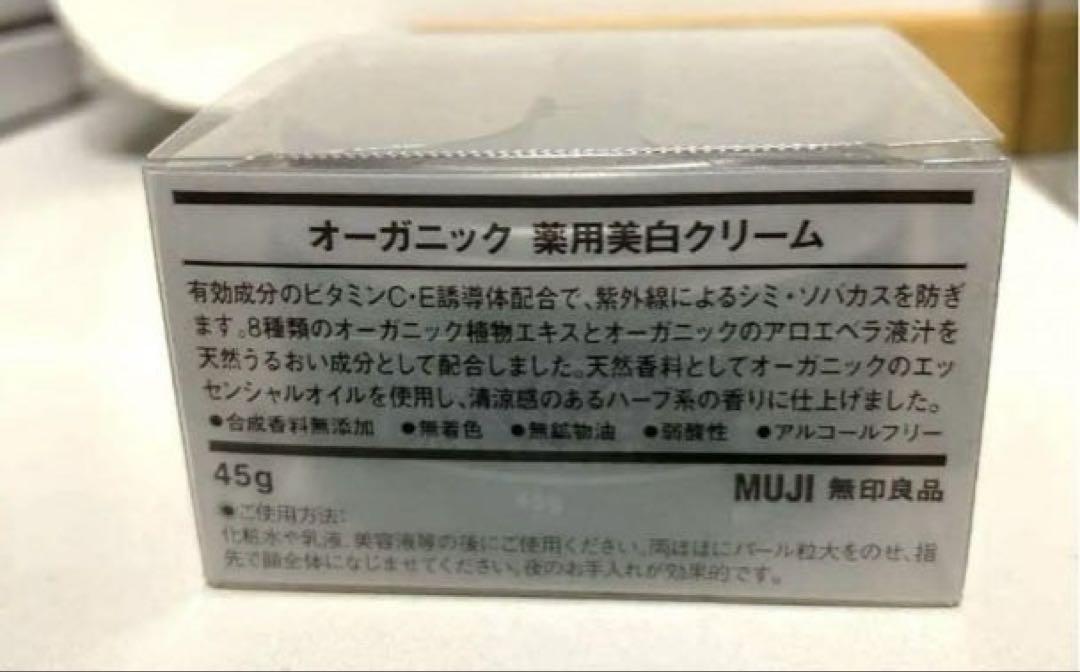 オーガニック 薬用美白クリーム
有効成分のビタミンC・E誘導体配合で、紫外線によるシミ・ソバカスを防ぎ
ます。8種類のオーガニック植物エキスとオーガニックのアロエベラ液汁を
天然うるおい成分として配合しました。天然香料としてオーガニックのエッ
センシャルオイルを使用し、清涼感のあるハーブ系の香りに仕上げました。
●合成香料無添加 ●無着色 ●無鉱物油 ●弱酸性 ●アルコールフリー
45g
MUJI 無印良品
●ご使用方法:
化粧水や乳液、美容液等の後にご使用ください。両ほほにパール粒大をのせ、指
先で顔全体になじませてください。夜のお手入れが効果的です。